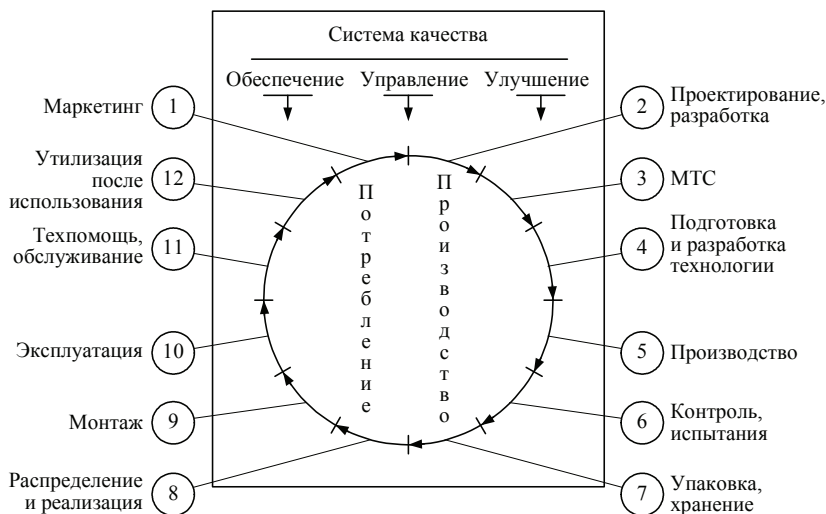 Система качества
Обеспечение Управление Улучшение
Маркетинг 1
2 Проектирование,
разработка
Утилизация
после
использования
12
3 МТС
Техпомощь,
обслуживание
11
4 Подготовка
и разработка
технологии
Потребление
Производство
Эксплуатация 10
5 Производство
Монтаж 9
6 Контроль,
испытания
Распределение
и реализация
8
7 Упаковка,
хранение